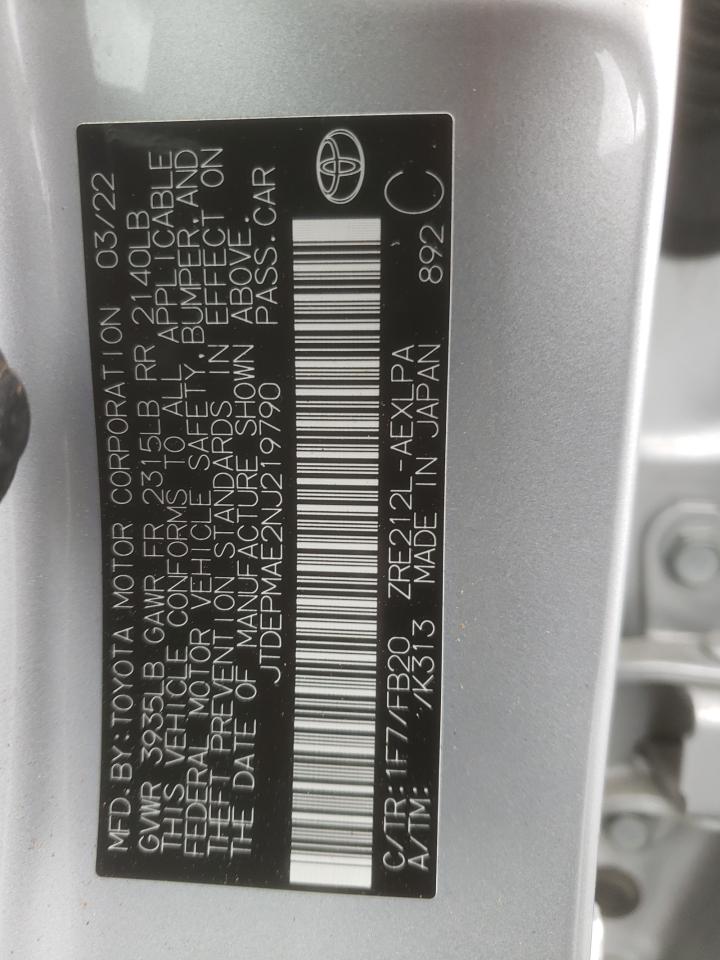 MFD. BY: TOYOTA MOTOR CORPORATION 03/22
GVWR 3935LB GAWR FR 2315LB RR 2140LB
THIS VEHICLE CONFORMS TO ALL APPLICABLE
FEDERAL MOTOR VEHICLE SAFETY, BUMPER, AND
THEFT PREVENTION STANDARDS IN EFFECT ON
THE DATE OF MANUFACTURE SHOWN ABOVE.
JTDEPMAE2NJ219790 PASS. CAR
C/TR: 1F7/FB20 ZRE212L-AEXLPA
A/TM: /K313 MADE IN JAPAN 892 C